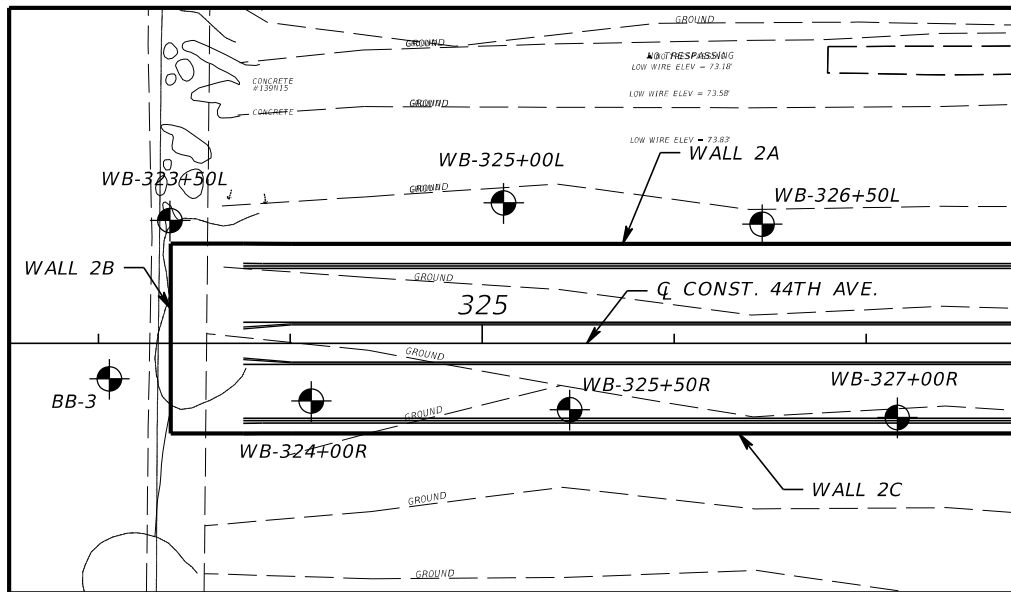 GROUND
GROUND
NO TRESPASSING
LOW WIRE ELEV = 73.18'
CONCRETE
#139N15
LOW WIRE ELEV = 73.58'
GROUND
CONCRETE
LOW WIRE ELEV = 73.83'
WALL 2A
WB-325+00L
WB-323+50L
GROUND
WB-326+50L
WALL 2B
GROUND
℄ CONST. 44TH AVE.
325
GROUND
WB-325+50R
WB-327+00R
BB-3
GROUND
WB-324+00R
WALL 2C
GROUND
GROUND